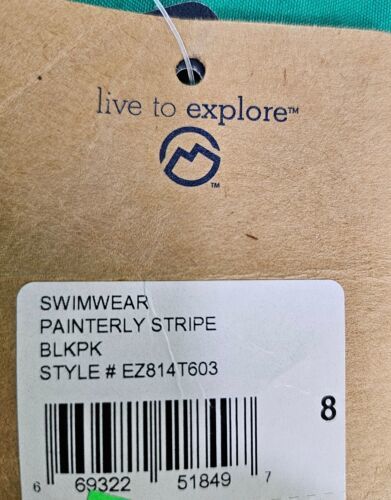 live to explore™
TM
SWIMWEAR
PAINTERLY STRIPE
BLKPK
STYLE # EZ814T603
8
6 69322 51849 7